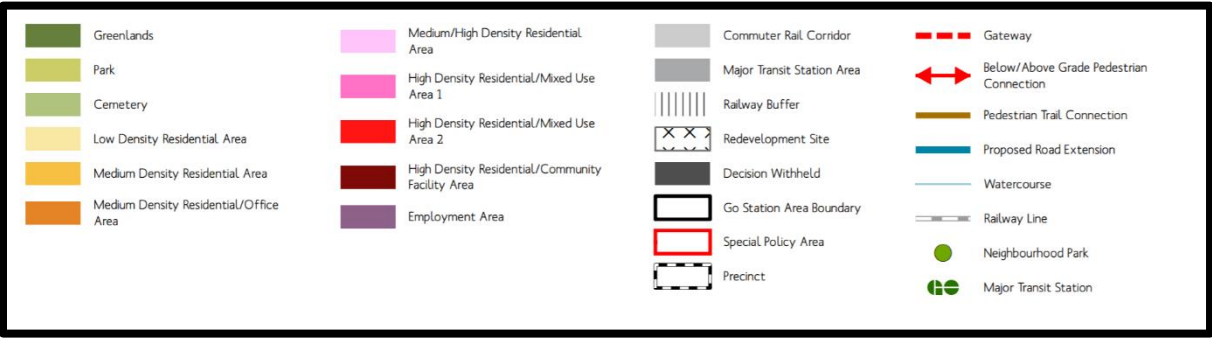 Greenlands
Park
Cemetery
Low Density Residential Area
Medium Density Residential Area
Medium Density Residential/Office
Area
Medium/High Density Residential
Area
High Density Residential/Mixed Use
Area 1
High Density Residential/Mixed Use
Area 2
High Density Residential/Community
Facility Area
Employment Area
Commuter Rail Corridor
Major Transit Station Area
Railway Buffer
Redevelopment Site
Decision Withheld
Go Station Area Boundary
Special Policy Area
Precinct
Gateway
Below/Above Grade Pedestrian
Connection
Pedestrian Trail Connection
Proposed Road Extension
Watercourse
Railway Line
Neighbourhood Park
GO
Major Transit Station